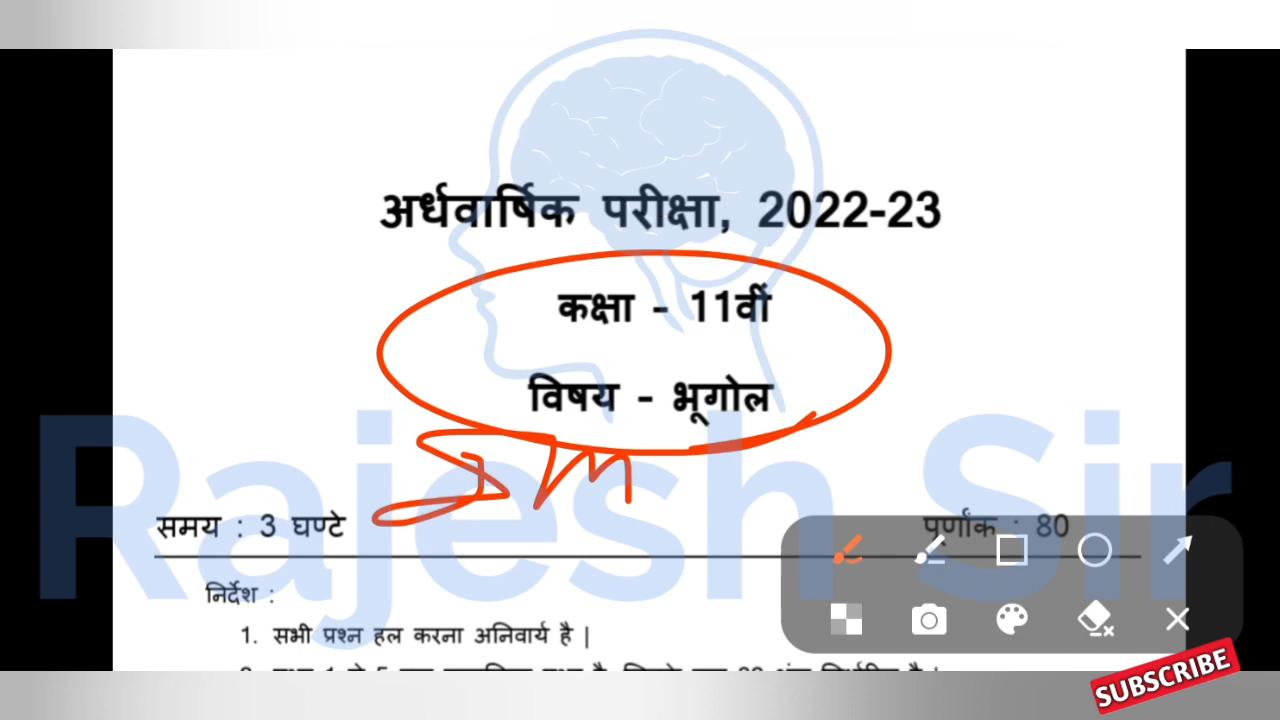 अर्धवार्षिक परीक्षा, 2022-23
कक्षा - 11वीं
विषय - भूगोल
Rajesh Sir
समय : 3 घण्टे पूर्णांक : 80
निर्देश :
1. सभी प्रश्न हल करना अनिवार्य है |
SUBSCRIBE